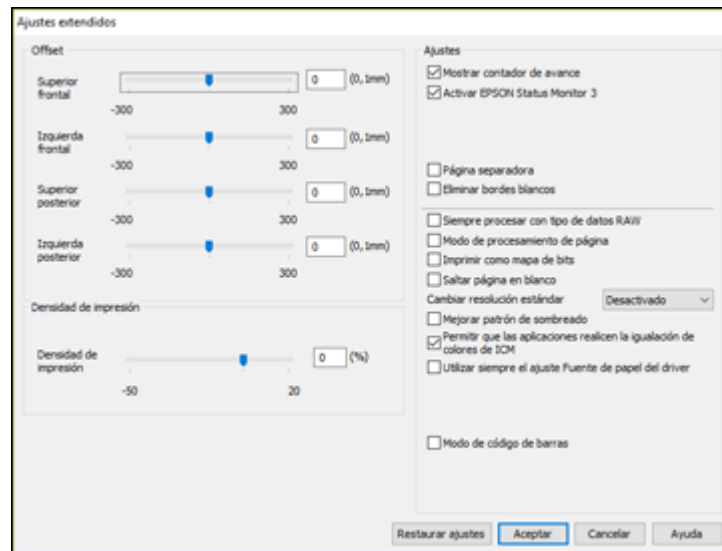 Ajustes extendidos
Offset
Superior
frontal
0 (0,1mm)
-300 300
Izquierda
frontal
0 (0,1mm)
-300 300
Superior
posterior
0 (0,1mm)
-300 300
Izquierda
posterior
0 (0,1mm)
-300 300
Densidad de impresión
Densidad de
impresión
0 (%)
-50 20
Ajustes
Mostrar contador de avance
Activar EPSON Status Monitor 3
Página separadora
Eliminar bordes blancos
Siempre procesar con tipo de datos RAW
Modo de procesamiento de página
Imprimir como mapa de bits
Saltar página en blanco
Cambiar resolución estándar Desactivado
Mejorar patrón de sombreado
Permitir que las aplicaciones realicen la igualación de
colores de ICM
Utilizar siempre el ajuste Fuente de papel del driver
Modo de código de barras
Restaurar ajustes Aceptar Cancelar Ayuda